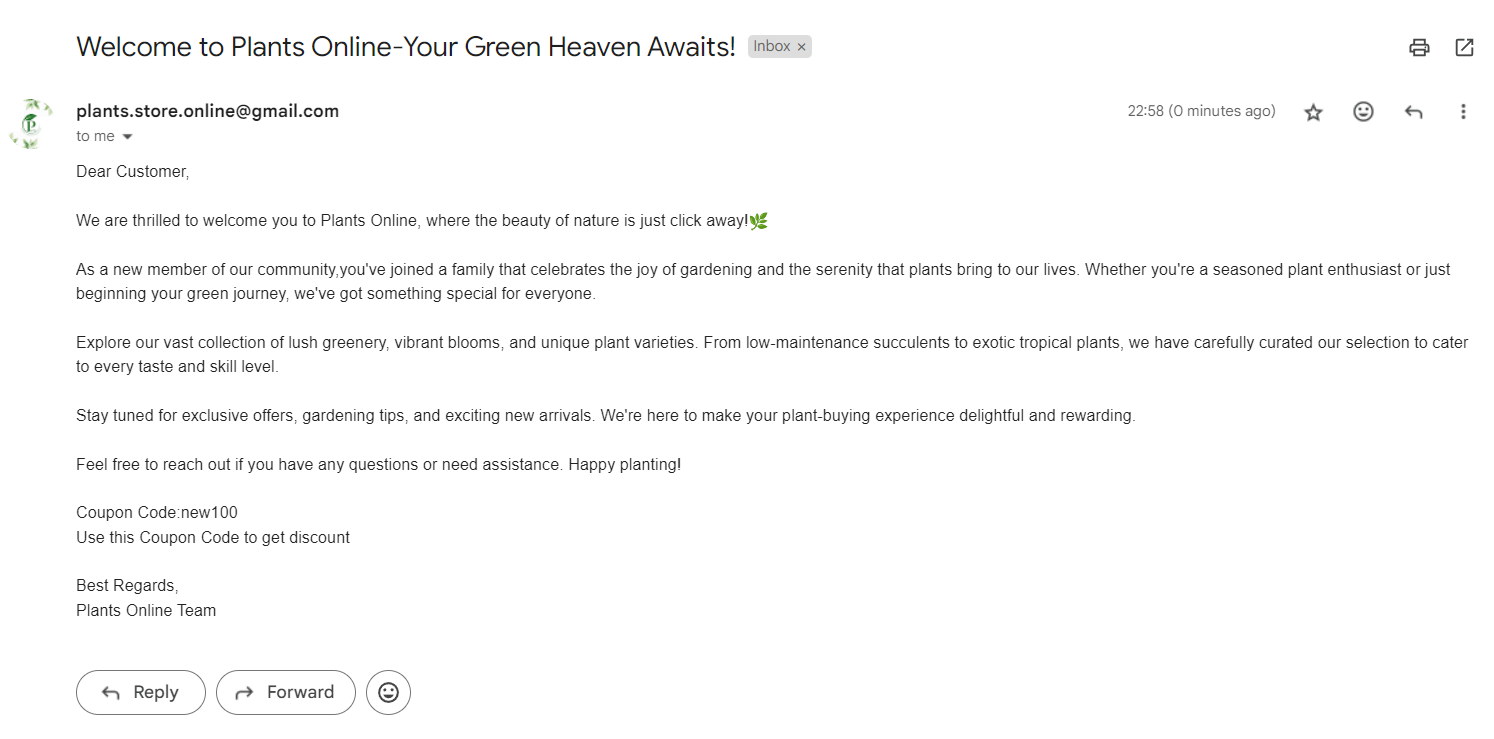 Welcome to Plants Online-Your Green Heaven Awaits! Inbox ×
plants.store.online@gmail.com 22:58 (0 minutes ago)
to me
Dear Customer,
We are thrilled to welcome you to Plants Online, where the beauty of nature is just click away!🌿
As a new member of our community,you've joined a family that celebrates the joy of gardening and the serenity that plants bring to our lives. Whether you're a seasoned plant enthusiast or just
beginning your green journey, we've got something special for everyone.
Explore our vast collection of lush greenery, vibrant blooms, and unique plant varieties. From low-maintenance succulents to exotic tropical plants, we have carefully curated our selection to cater
to every taste and skill level.
Stay tuned for exclusive offers, gardening tips, and exciting new arrivals. We're here to make your plant-buying experience delightful and rewarding.
Feel free to reach out if you have any questions or need assistance. Happy planting!
Coupon Code:new100
Use this Coupon Code to get discount
Best Regards,
Plants Online Team
Reply Forward